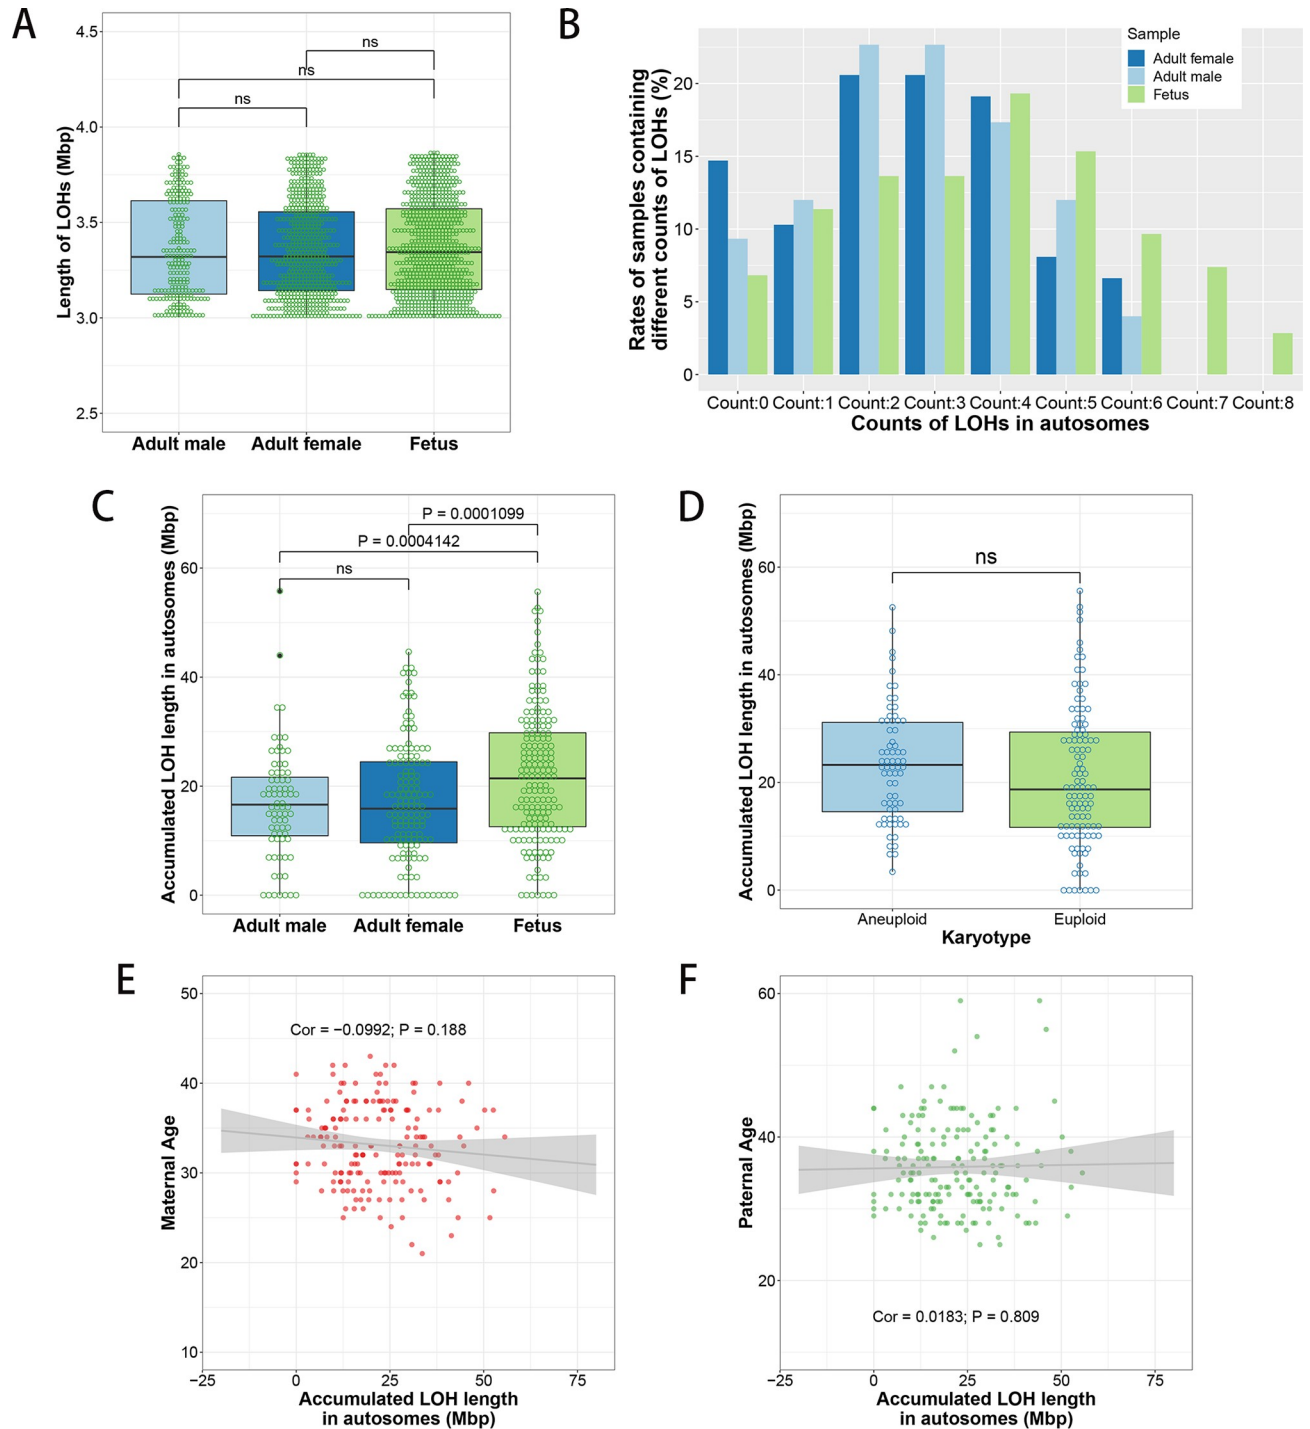 A
Length of LOHs (Mbp)
4.5
4.0
3.5
3.0
2.5
ns
ns
ns
Adult male Adult female Fetus
B
Rates of samples containing
different counts of LOHs (%)
20
15
10
5
0
Sample
Adult female
Adult male
Fetus
Count:0 Count:1 Count:2 Count:3 Count:4 Count:5 Count:6 Count:7 Count:8
Counts of LOHs in autosomes
C
Accumulated LOH length in autosomes (Mbp)
60
40
20
0
P = 0.0001099
P = 0.0004142
ns
Adult male Adult female Fetus
D
Accumulated LOH length in autosomes (Mbp)
60
40
20
0
ns
Aneuploid Euploid
Karyotype
E
Maternal Age
50
40
30
20
10
Cor = −0.0992; P = 0.188
−25 0 25 50 75
Accumulated LOH length
in autosomes (Mbp)
F
Paternal Age
60
40
20
Cor = 0.0183; P = 0.809
−25 0 25 50 75
Accumulated LOH length
in autosomes (Mbp)